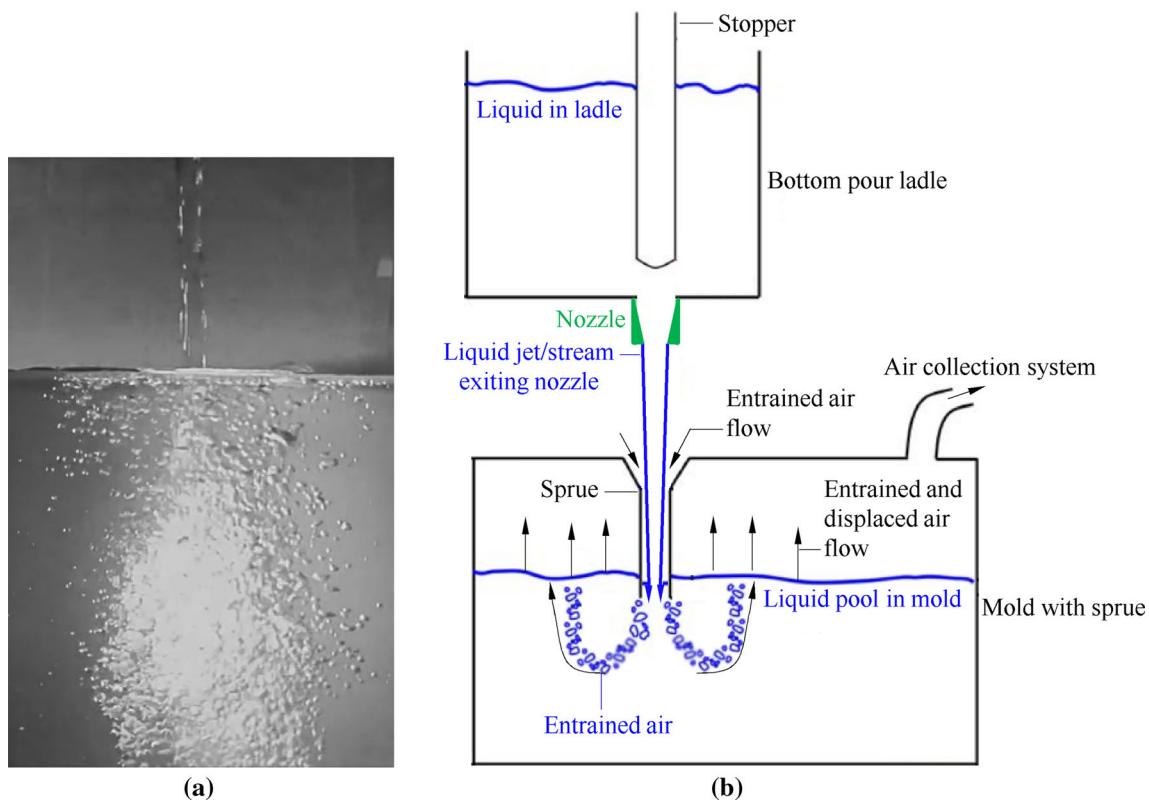 Stopper
Liquid in ladle
Bottom pour ladle
Nozzle
Liquid jet/stream
exiting nozzle
Air collection system
Entrained air
flow
Sprue
Entrained and
displaced air
flow
Liquid pool in mold
Mold with sprue
Entrained air
(a)
(b)